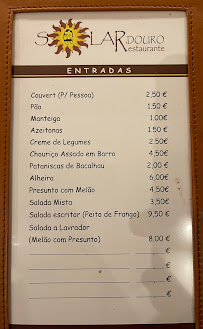 SOLAR DOURO
Restaurante
ENTRADAS
Couvert (P/ Pessoa) 2,50 €
Pão 1.50 €
Manteiga 1.00€
Azeitonas 1.50 €
Creme de Legumes 2.50€
Chouriço Assado em Barro 4,50€
Pataniscas de Bacalhau 2,00 €
Alheira 6,00€
Presunto com Melão 4,50€
Salada Mista 3,50€
Salada escritor (Peito de Frango) 9,50 €
Salada a Lavrador
(Melão com Presunto) 8.00 €
€
€
€
€